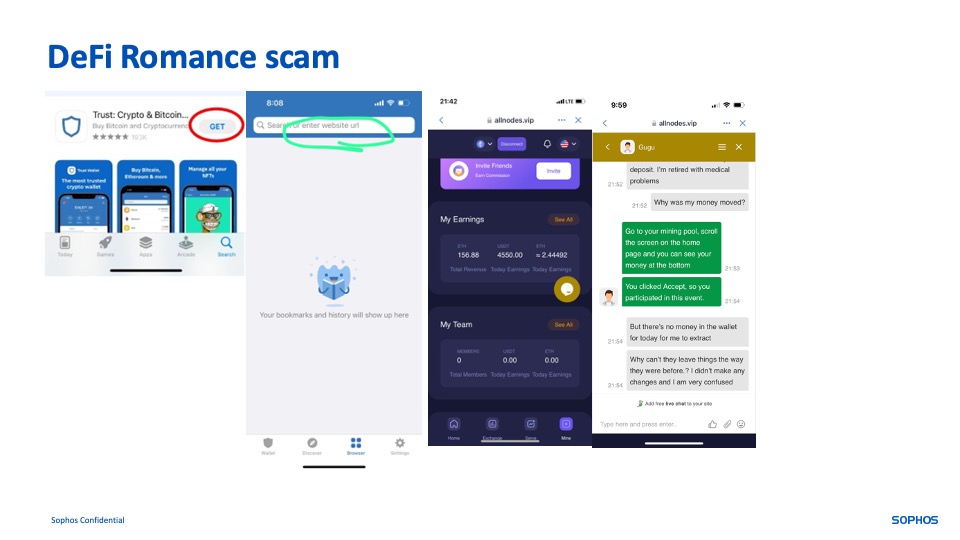 DeFi Romance scam
Trust: Crypto & Bitcoin...
Buy Bitcoin and Cryptocurrenc
GET
193K
Trust Wallet
The most trusted
crypto wallet
Buy Bitcoin,
Ethereum & more
Manage all your
NFTs
Today
Games
Apps
Arcade
Search
8:08
Search or enter website url
Your bookmarks and history will show up here
Wallet
Discover
Browser
Settings
21:42
LTE
allnodes.vip
Disconnect
Invite Friends
Earn Commission
Invite
My Earnings
See All
ETH
USDT
ETH
156.88
4550.00
≈ 2.44492
Total Revenue
Today Earnings
Today Earnings
My Team
See All
MEMBERS
USDT
ETH
0
0.00
0.00
Total Members
Today Earnings
Today Earnings
Home
Exchange
Serve
Mine
9:59
allnodes.vip
Gugu
deposit. I'm retired with medical
problems
21:52
Why was my money moved?
21:52
Go to your mining pool, scroll
the screen on the home
page and you can see your
money at the bottom
21:53
You clicked Accept, so you
participated in this event.
21:54
But there's no money in the wallet
for today for me to extract
21:54
Why can't they leave things the way
they were before.? I didn't make any
changes and I am very confused
21:54
Add free live chat to your site
Type here and press enter..
Sophos Confidential
SOPHOS